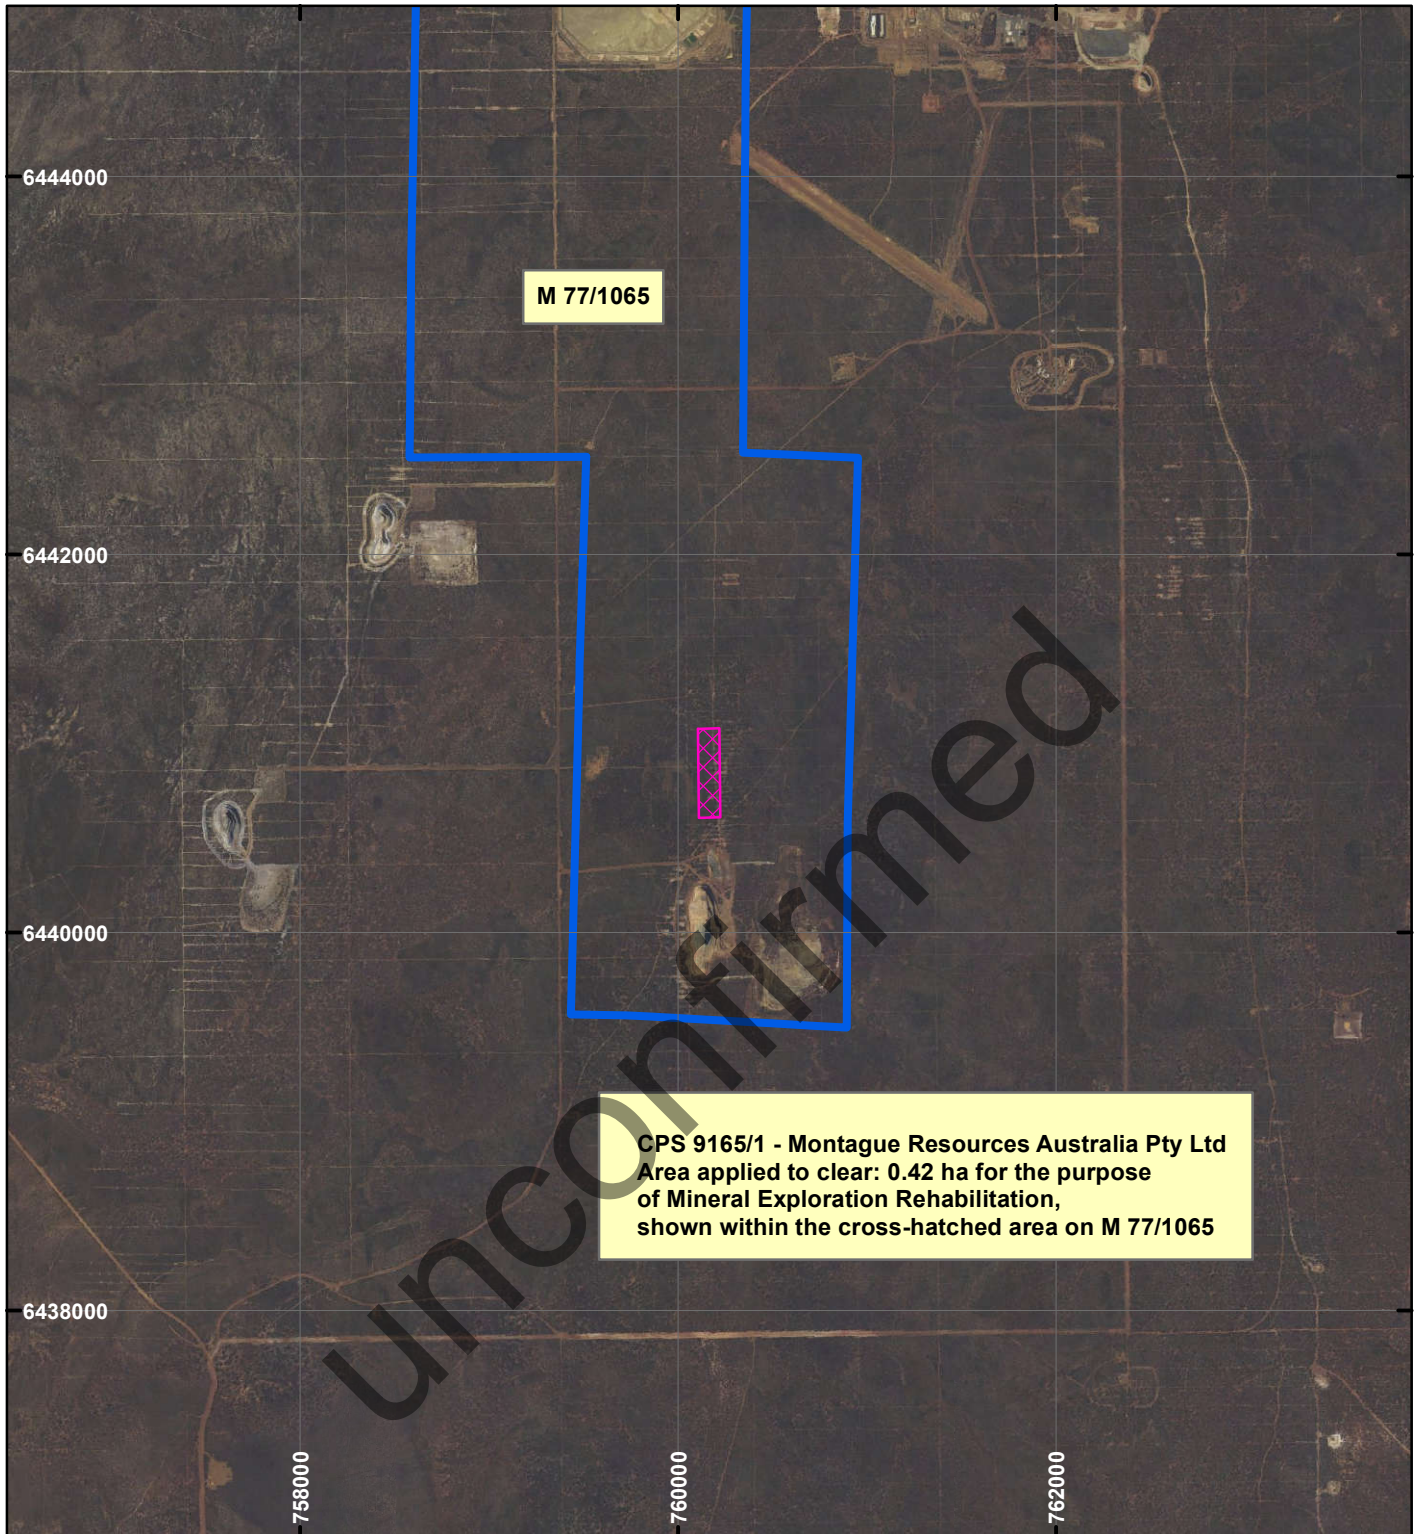 6444000
M 77/1065
6442000
6440000
CPS 9165/1 - Montague Resources Australia Pty Ltd
Area applied to clear: 0.42 ha for the purpose
of Mineral Exploration Rehabilitation,
shown within the cross-hatched area on M 77/1065
6438000
758000
760000
762000
unconfirmed